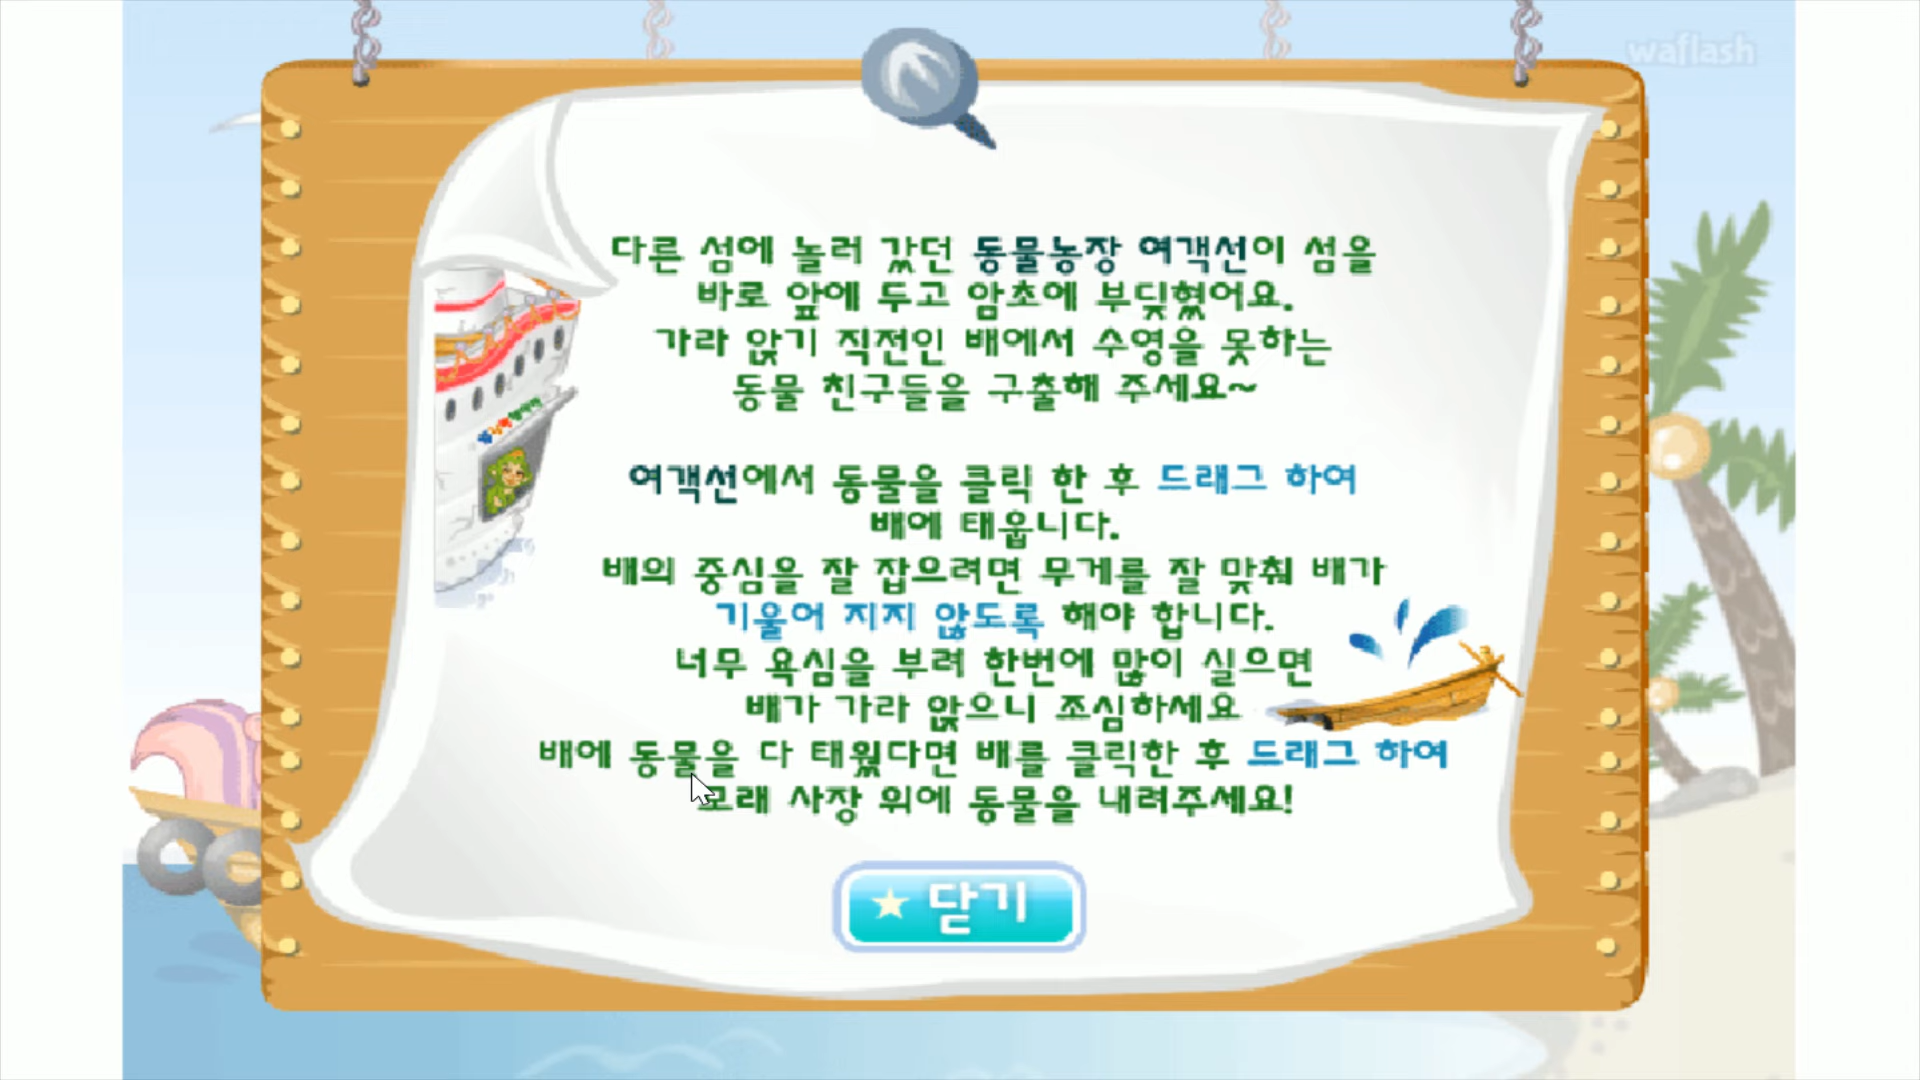 waflash
다른 섬에 놀러 갔던 동물농장 여객선이 섬을
바로 앞에 두고 암초에 부딪혔어요.
가라 앉기 직전인 배에서 수영을 못하는
동물 친구들을 구출해 주세요~
여객선에서 동물을 클릭 한 후 드래그 하여
배에 태웁니다.
배의 중심을 잘 잡으려면 무게를 잘 맞춰 배가
기울어 지지 않도록 해야 합니다.
너무 욕심을 부려 한번에 많이 실으면
배가 가라 앉으니 조심하세요
배에 동물을 다 태웠다면 배를 클릭한 후 드래그 하여
모래 사장 위에 동물을 내려주세요!
닫기